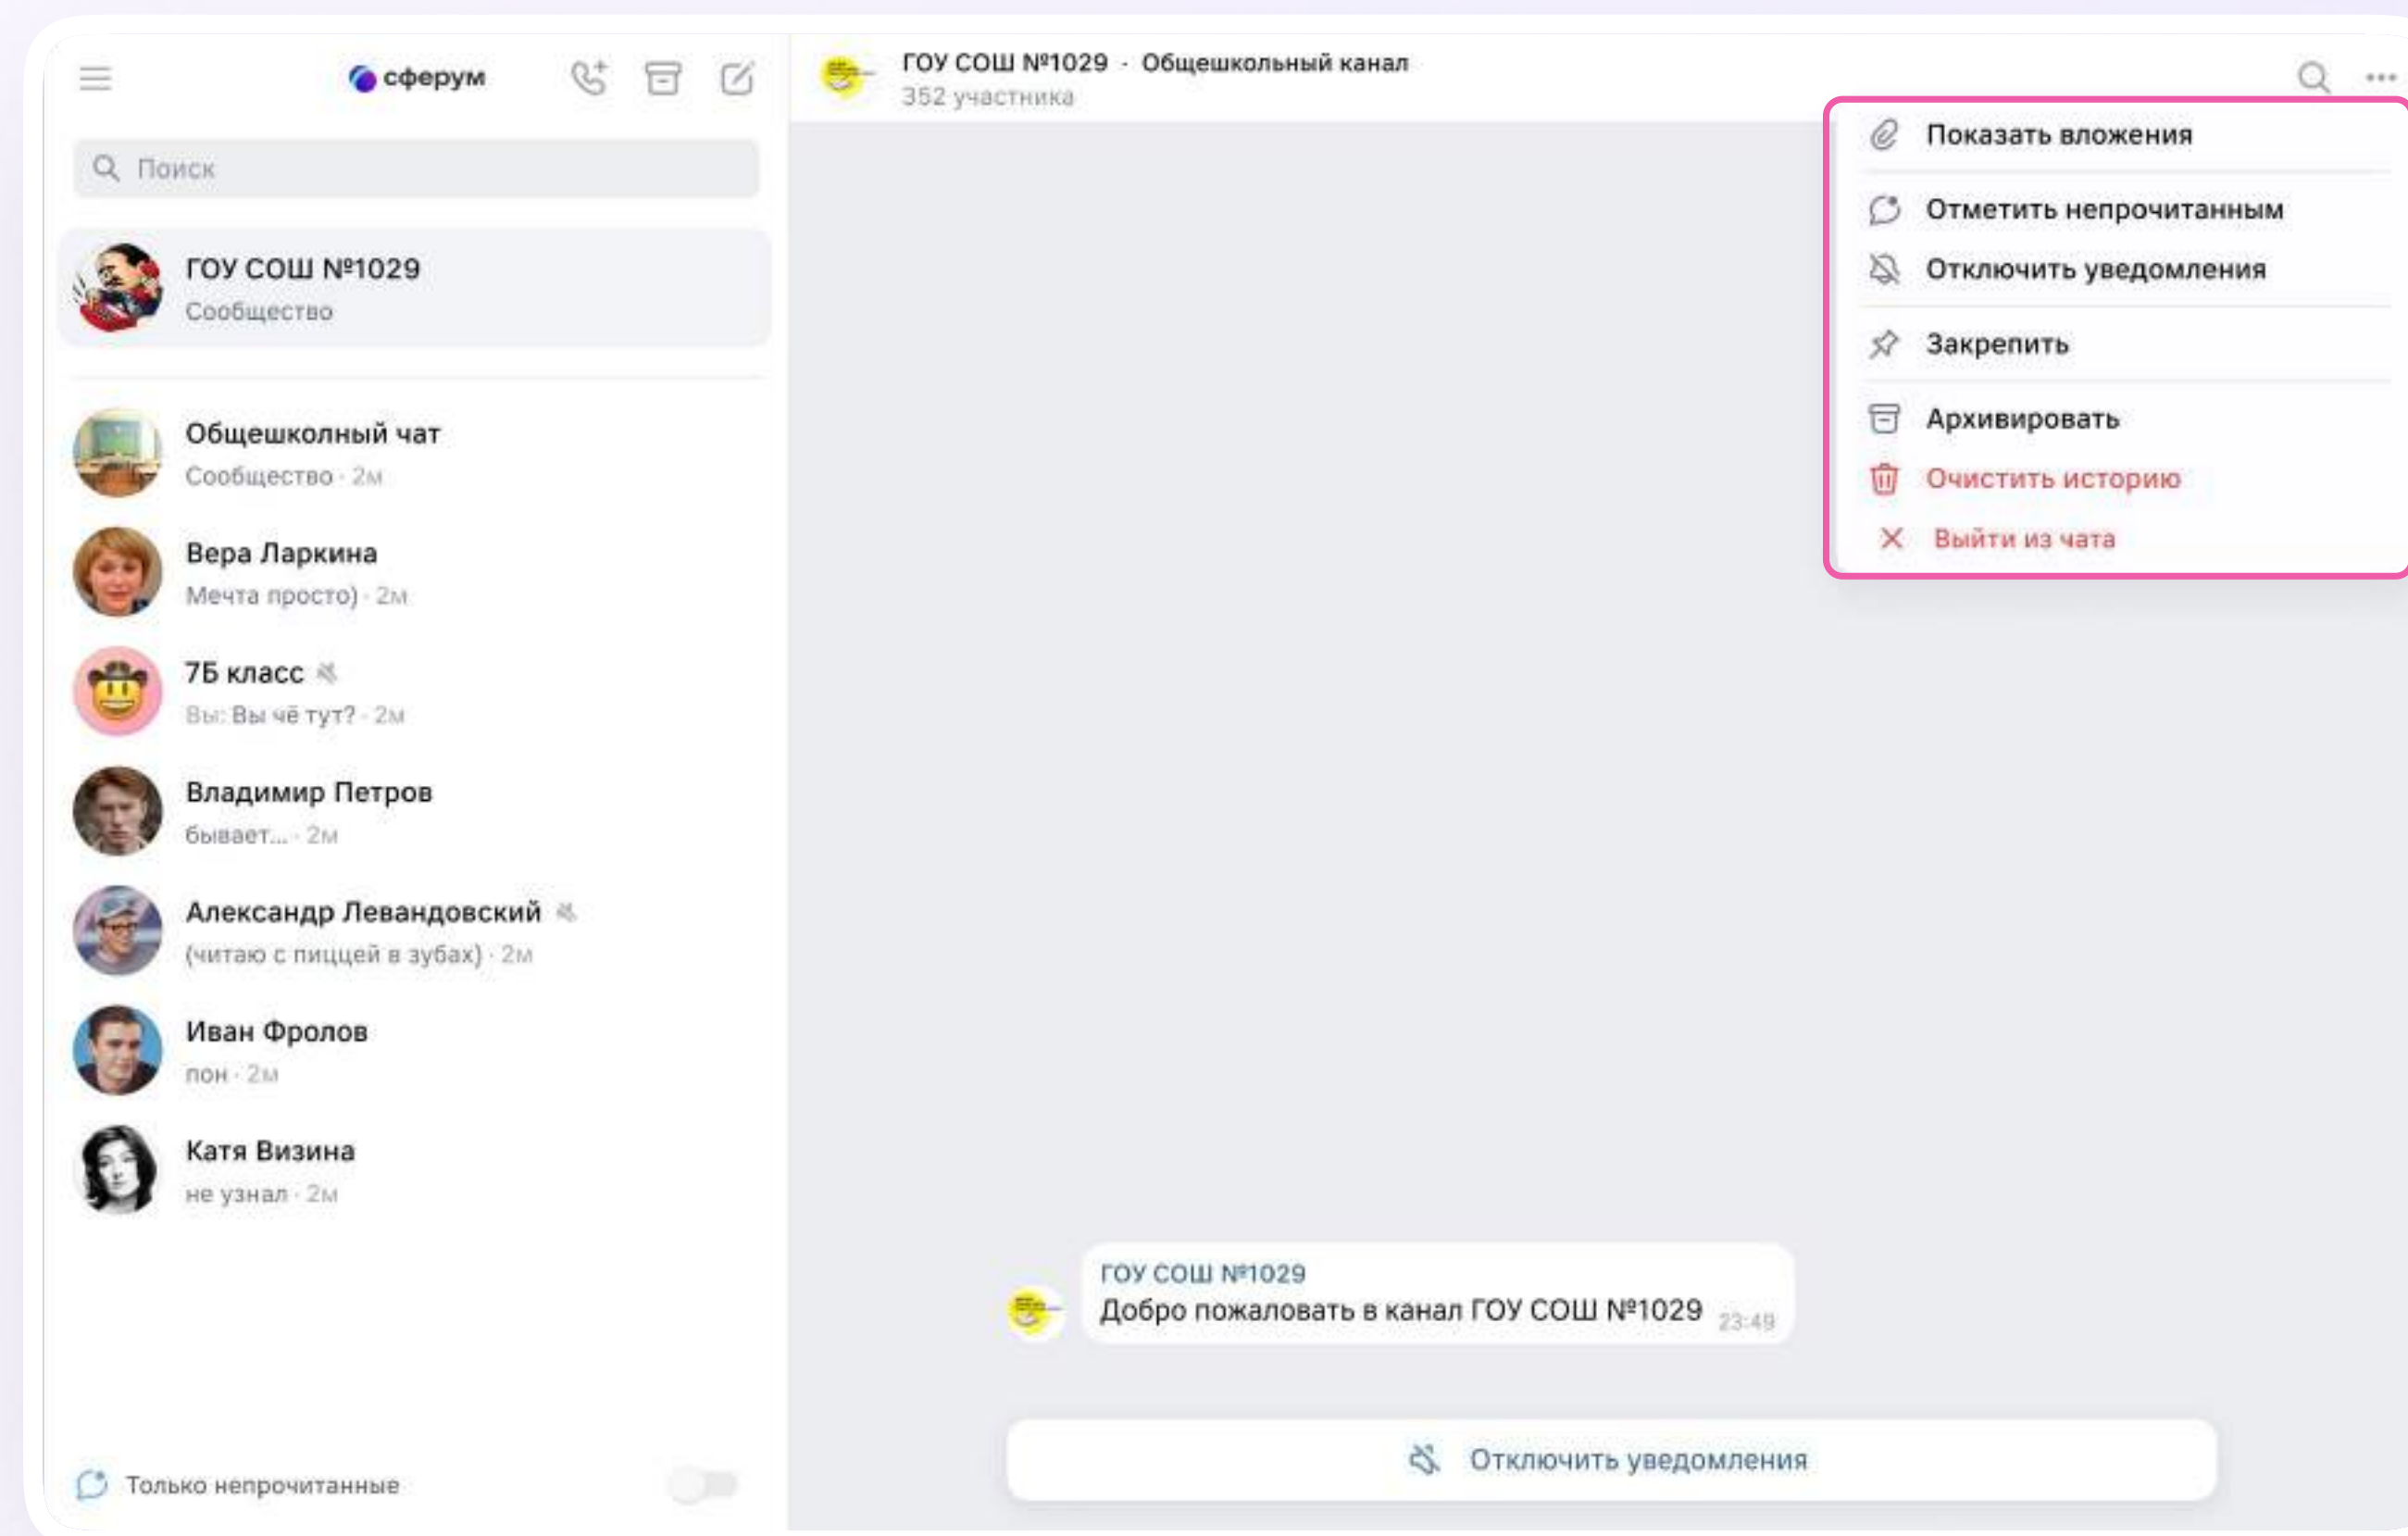 сферум
Поиск
ГОУ СОШ №1029
Сообщество
Общешколный чат
Сообщество · 2м
Вера Ларкина
Мечта просто) · 2м
7Б класс
Вы: Вы чё тут? · 2м
Владимир Петров
бывает... · 2м
Александр Левандовский
(читаю с пиццей в зубах) · 2м
Иван Фролов
пон · 2м
Катя Визина
не узнал · 2м
Только непрочитанные
ГОУ СОШ №1029 · Общешкольный канал
352 участника
Показать вложения
Отметить непрочитанным
Отключить уведомления
Закрепить
Архивировать
Очистить историю
Выйти из чата
ГОУ СОШ №1029
Добро пожаловать в канал ГОУ СОШ №1029 23:49
Отключить уведомления